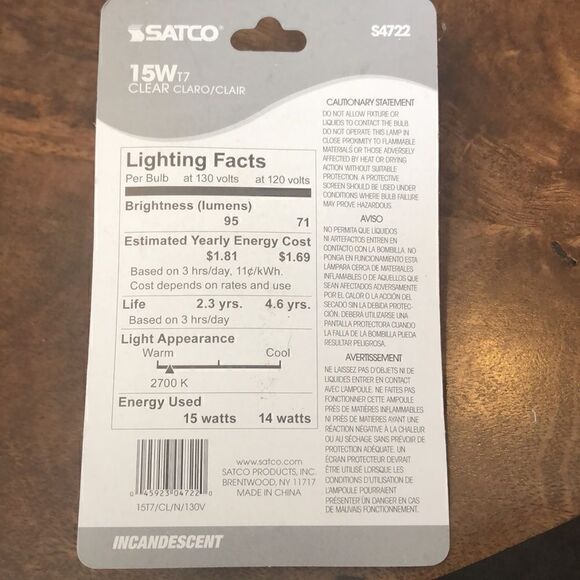 SATCO®
S4722
15W T7
CLEAR CLARO/CLAIR
Lighting Facts
Per Bulb at 130 volts at 120 volts
Brightness (lumens)
95 71
Estimated Yearly Energy Cost
$1.81 $1.69
Based on 3 hrs/day, 11¢/kWh.
Cost depends on rates and use
Life 2.3 yrs. 4.6 yrs.
Based on 3 hrs/day
Light Appearance
Warm Cool
2700 K
Energy Used
15 watts 14 watts
0 45923 04722 0
15T7/CL/N/130V
www.satco.com
SATCO PRODUCTS, INC.
BRENTWOOD, NY 11717
MADE IN CHINA
CAUTIONARY STATEMENT
DO NOT ALLOW FIXTURE OR
LIQUIDS TO CONTACT THE BULB.
DO NOT OPERATE THIS LAMP IN
CLOSE PROXIMITY TO FLAMMABLE
MATERIALS OR THOSE ADVERSELY
AFFECTED BY HEAT OR DRYING
ACTION WITHOUT SUITABLE
PROTECTION. A PROTECTIVE
SCREEN SHOULD BE USED UNDER
CONDITIONS WHERE BULB FAILURE
MAY PROVE HAZARDOUS.
AVISO
NO PERMITA QUE LÍQUIDOS
NI ARTEFACTOS ENTREN EN
CONTACTO CON LA BOMBILLA. NO
PONGA EN FUNCIONAMIENTO ESTA
LÁMPARA CERCA DE MATERIALES
INFLAMABLES O DE AQUELLOS QUE
SEAN AFECTADOS ADVERSAMENTE
POR EL CALOR O LA ACCIÓN DEL
SECADO SIN LA DEBIDA PROTEC-
CIÓN. DEBERÁ UTILIZARSE UNA
PANTALLA PROTECTORA CUANDO
LA FALLA DE LA BOMBILLA PUEDA
RESULTAR PELIGROSA.
AVERTISSEMENT
NE LAISSEZ PAS D'OBJETS NI DE
LIQUIDES ENTRER EN CONTACT
AVEC L'AMPOULE. NE FAITES PAS
FONCTIONNER CETTE AMPOULE
PRÈS DE MATIÈRES INFLAMMABLES
NI PRÈS DE MATIERES AYANT UNE
RÉACTION NÉGATIVE À LA CHALEUR
OU AU SÉCHAGE SANS PRÉVOIR DE
PROTECTION ADÉQUATE. UN
ÉCRAN PROTECTEUR DEVRAIT
ÊTRE UTILISÉ LORSQUE LES
CONDITIONS D'UTILISATION DE
L'AMPOULE POURRAIENT
PRÉSENTER UN DANGER EN CAS
DE MAUVAIS FONCTIONNEMENT.
INCANDESCENT